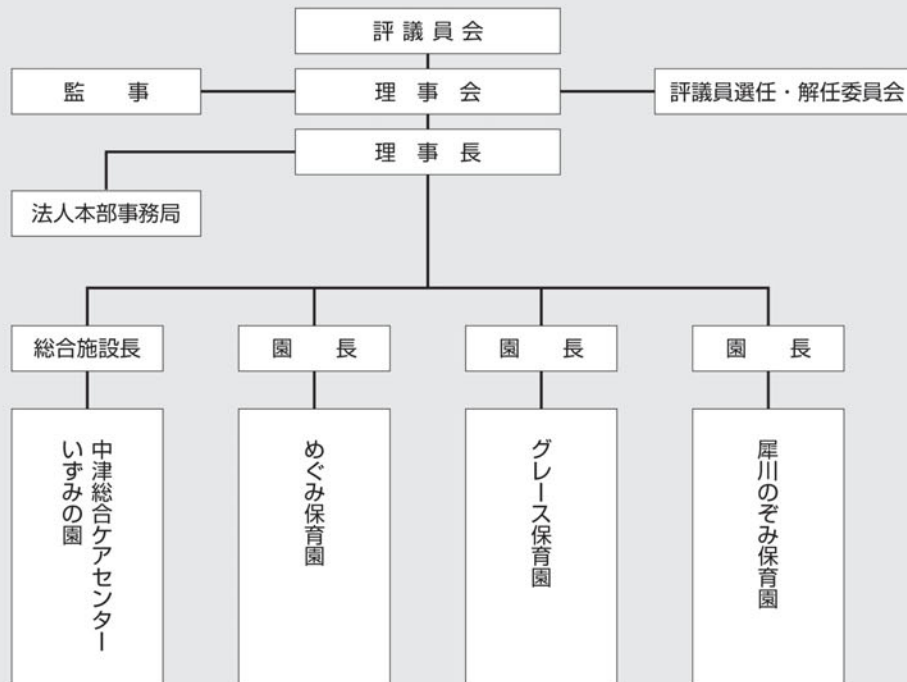 評議員会
監事
理事会
評議員選任・解任委員会
理事長
法人本部事務局
総合施設長
園長
園長
園長
中津総合ケアセンター
いずみの園
めぐみ保育園
グレース保育園
犀川のぞみ保育園